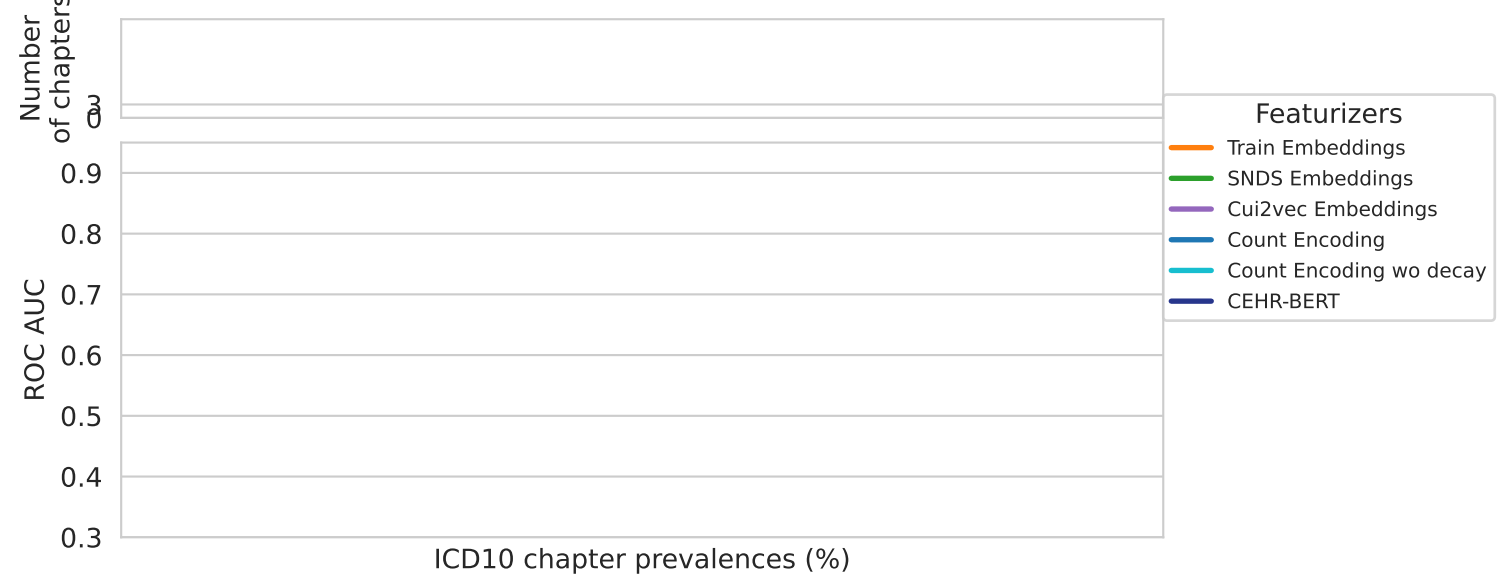 Number
of chapters
3
0
0.9
0.8
0.7
0.6
0.5
0.4
0.3
ROC AUC
ICD10 chapter prevalences (%)
Featurizers
Train Embeddings
SNDS Embeddings
Cui2vec Embeddings
Count Encoding
Count Encoding wo decay
CEHR-BERT